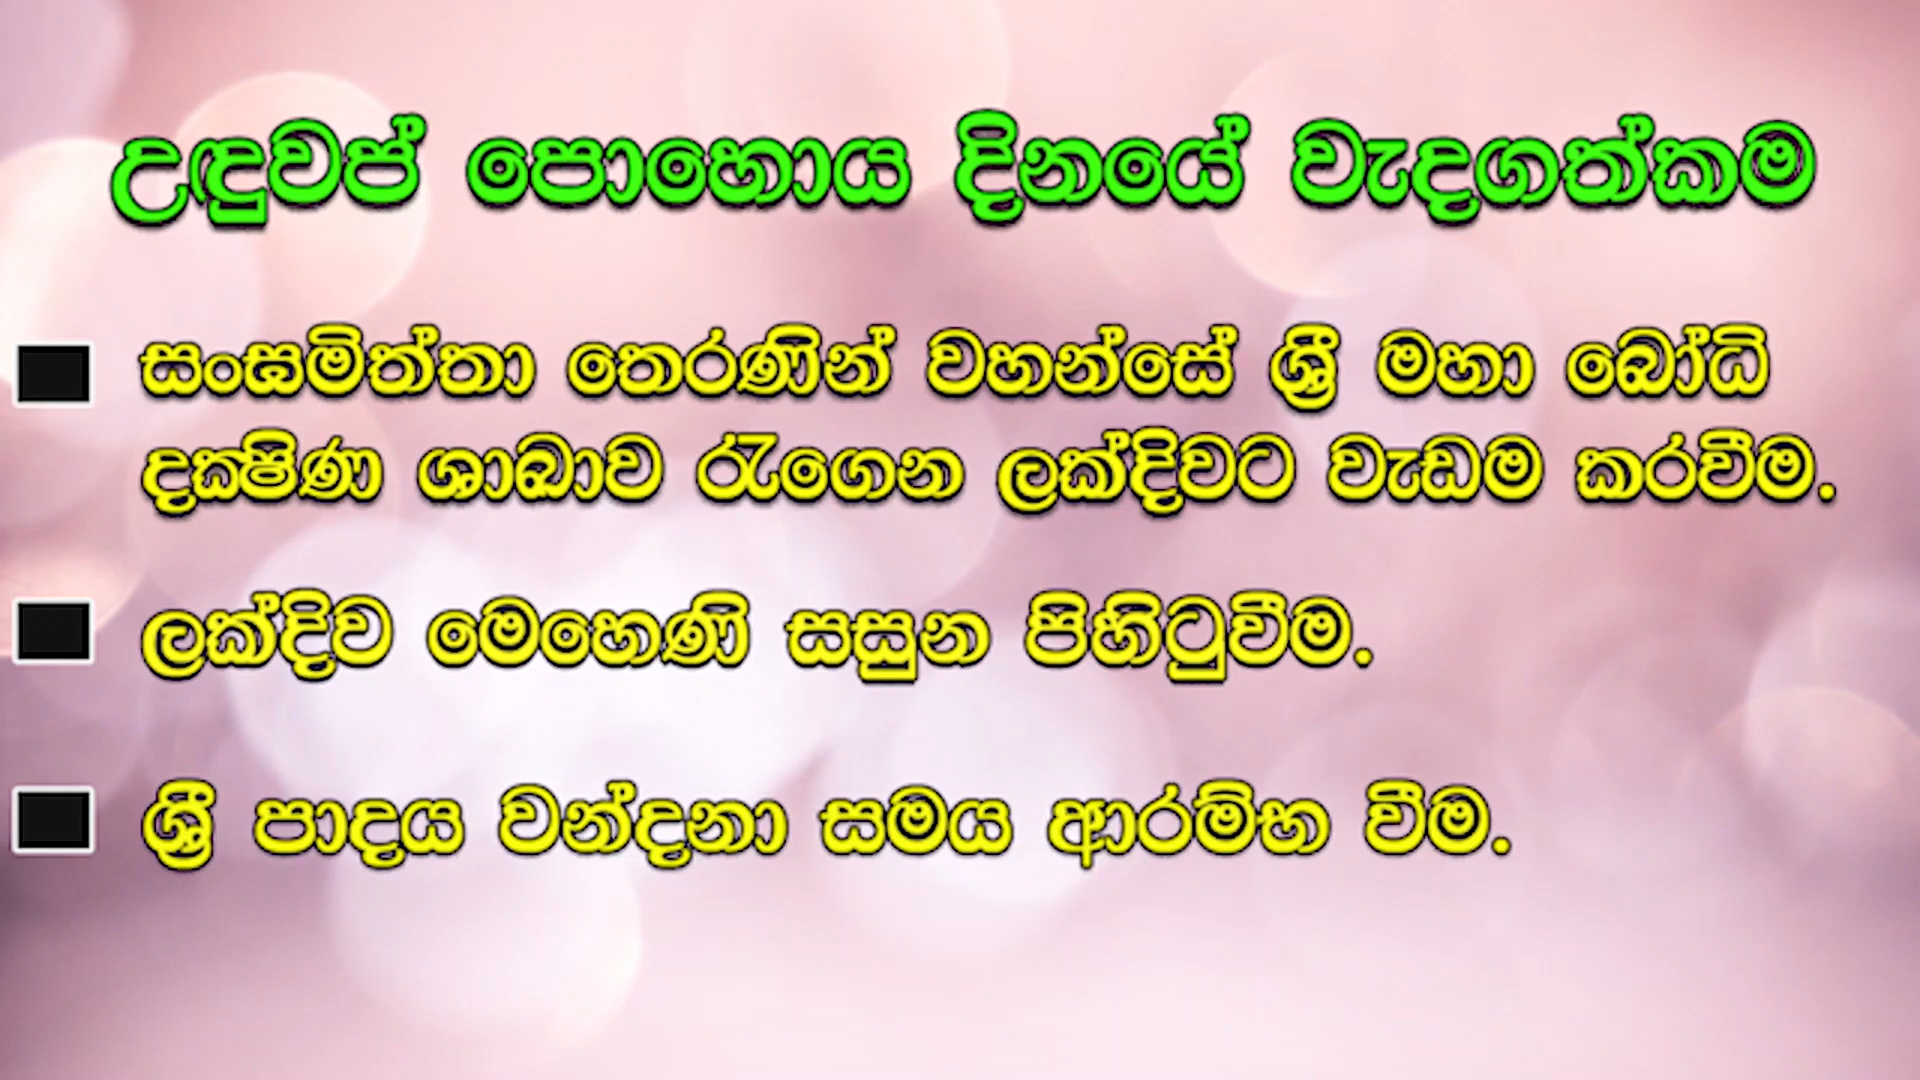 උඳුවප් පොහොය දිනයේ වැදගත්කම
සංඝමිත්තා තෙරණින් වහන්සේ ශ්‍රී මහා බෝධි
දක්‍ෂිණ ශාඛාව රැගෙන ලක්දිවට වැඩම කරවීම.
ලක්දිව මෙහෙණි සසුන පිහිටුවීම.
ශ්‍රී පාදය වන්දනා සමය ආරම්භ වීම.